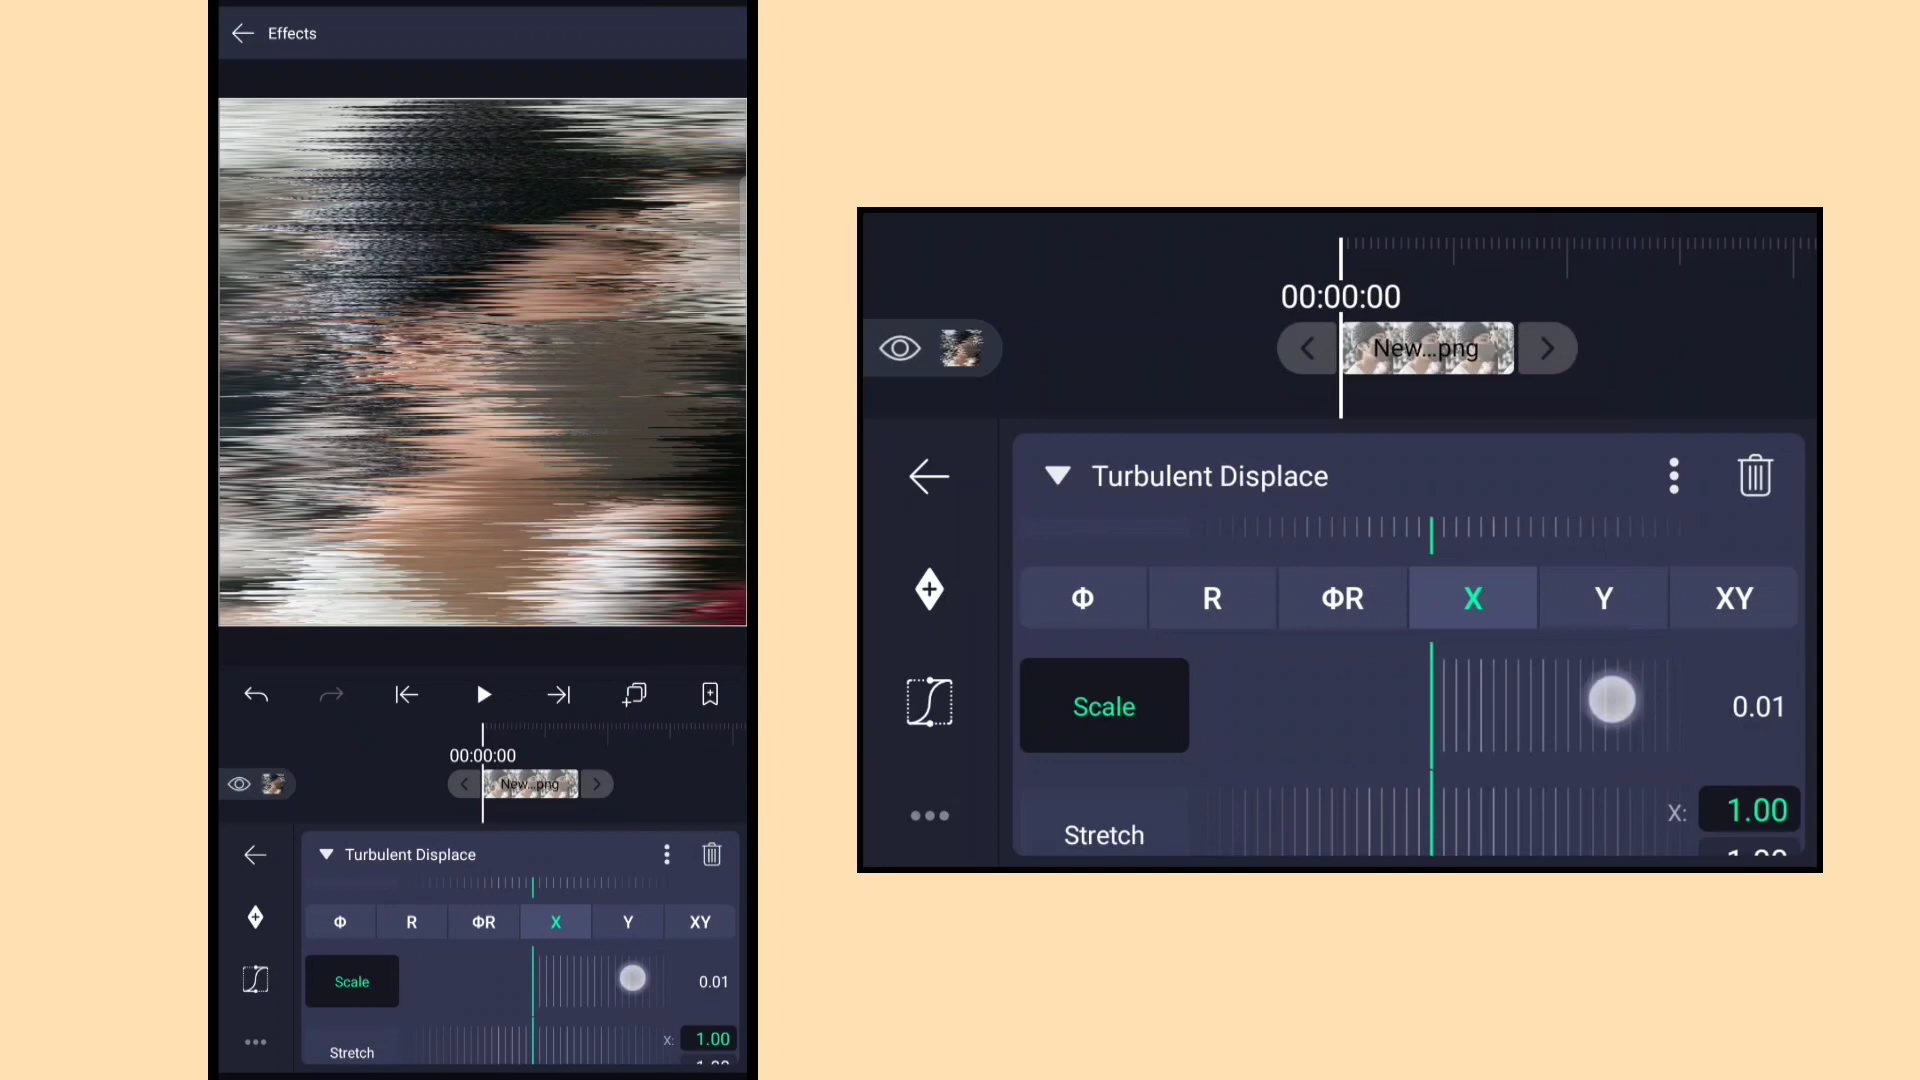 Effects
00:00:00
New...png
Turbulent Displace
Φ R ΦR X Y XY
Scale 0.01
X: 1.00
Stretch
00:00:00
New...png
Turbulent Displace
Φ R ΦR X Y XY
Scale 0.01
X: 1.00
Stretch